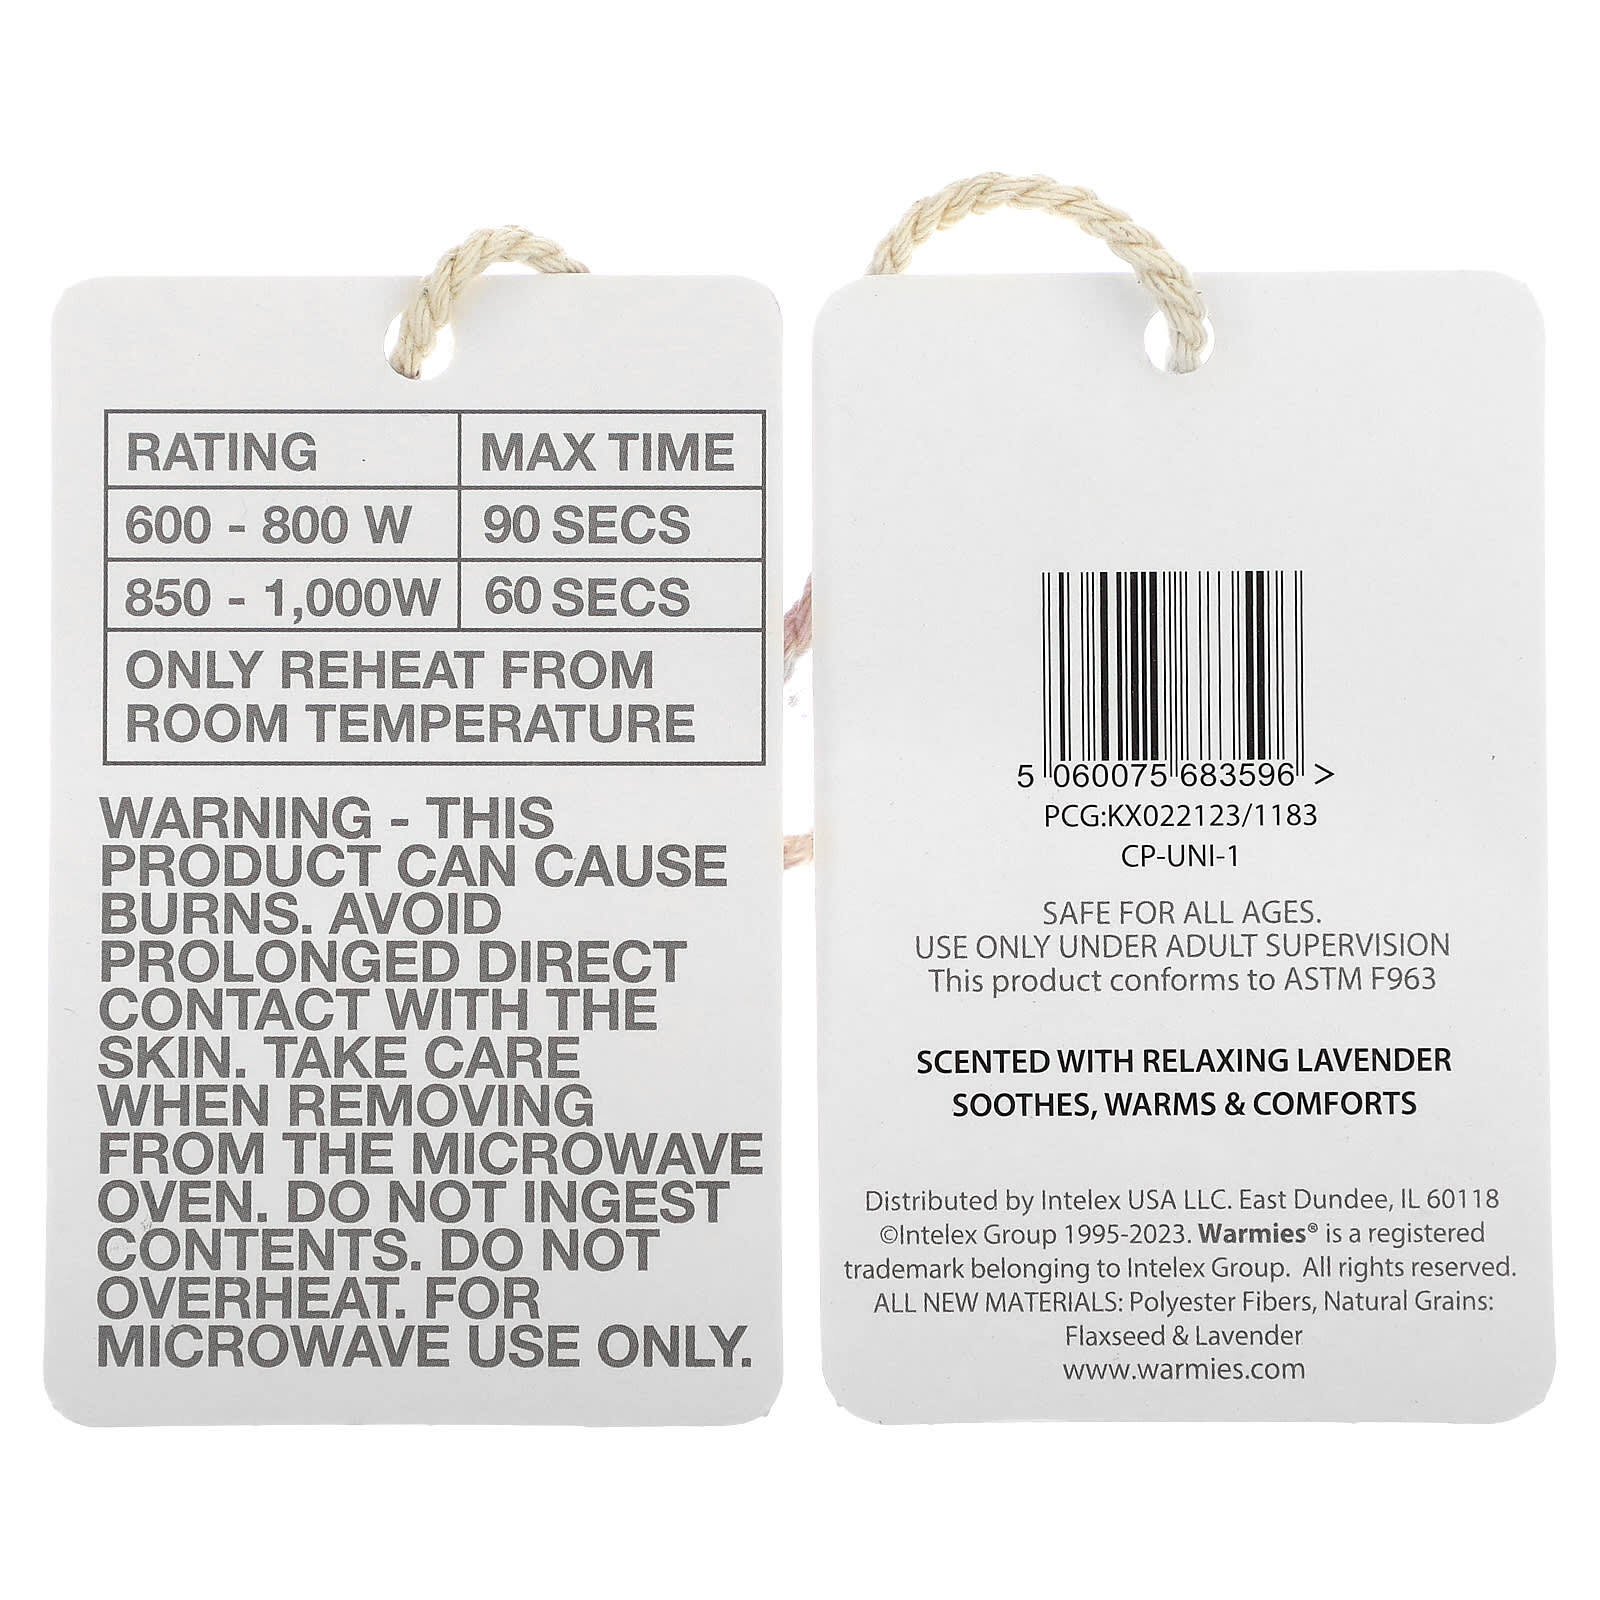 RATING MAX TIME
600 - 800 W 90 SECS
850 - 1,000W 60 SECS
ONLY REHEAT FROM
ROOM TEMPERATURE
WARNING - THIS
PRODUCT CAN CAUSE
BURNS. AVOID
PROLONGED DIRECT
CONTACT WITH THE
SKIN. TAKE CARE
WHEN REMOVING
FROM THE MICROWAVE
OVEN. DO NOT INGEST
CONTENTS. DO NOT
OVERHEAT. FOR
MICROWAVE USE ONLY.
5 060075 683596 >
PCG:KX022123/1183
CP-UNI-1
SAFE FOR ALL AGES.
USE ONLY UNDER ADULT SUPERVISION
This product conforms to ASTM F963
SCENTED WITH RELAXING LAVENDER
SOOTHES, WARMS & COMFORTS
Distributed by Intelex USA LLC. East Dundee, IL 60118
©Intelex Group 1995-2023. Warmies® is a registered
trademark belonging to Intelex Group. All rights reserved.
ALL NEW MATERIALS: Polyester Fibers, Natural Grains:
Flaxseed & Lavender
www.warmies.com